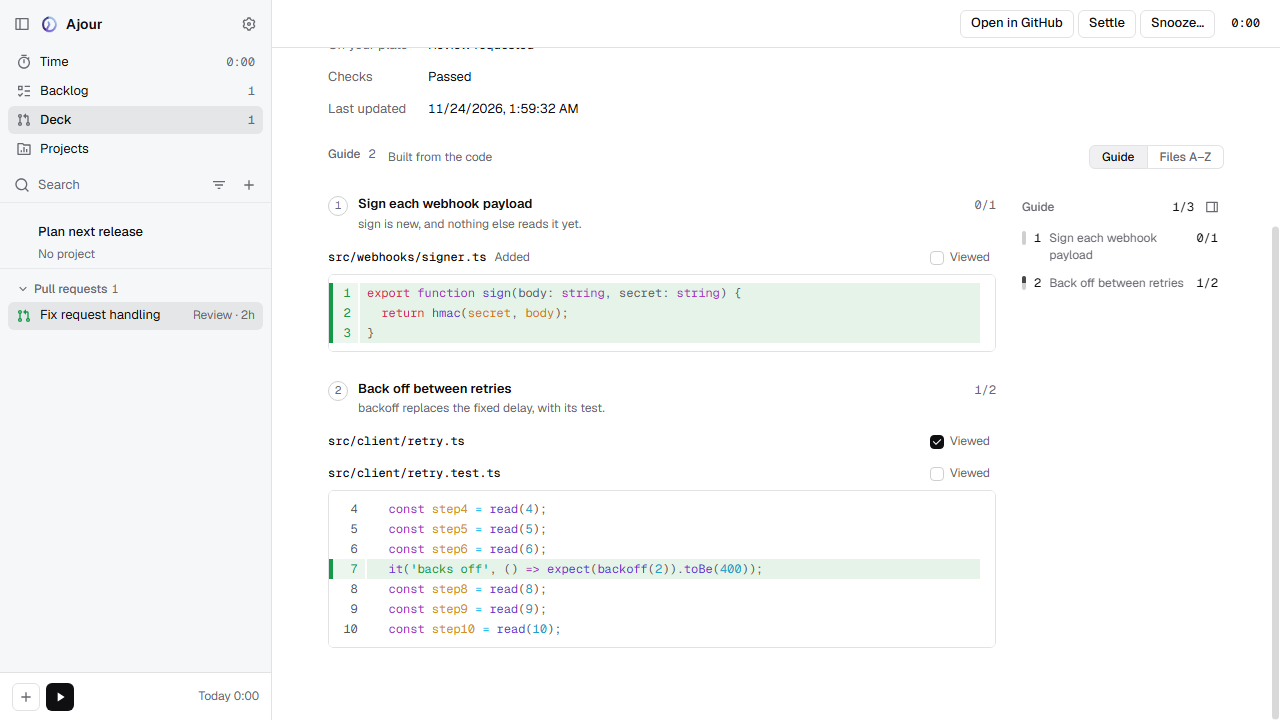 Ajour
Time 0:00
Backlog 1
Deck 1
Projects
Search
Plan next release
No project
Pull requests 1
Fix request handling Review · 2h
Today 0:00
Open in GitHub Settle Snooze… 0:00
Checks Passed
Last updated 11/24/2026, 1:59:32 AM
Guide 2 Built from the code
Guide Files A–Z
1 Sign each webhook payload 0/1
sign is new, and nothing else reads it yet.
src/webhooks/signer.ts Added Viewed
1 export function sign(body: string, secret: string) {
2 return hmac(secret, body);
3 }
2 Back off between retries 1/2
backoff replaces the fixed delay, with its test.
src/client/retry.ts Viewed
src/client/retry.test.ts Viewed
4 const step4 = read(4);
5 const step5 = read(5);
6 const step6 = read(6);
7 it('backs off', () => expect(backoff(2)).toBe(400));
8 const step8 = read(8);
9 const step9 = read(9);
10 const step10 = read(10);
Guide 1/3
1 Sign each webhook 0/1
payload
2 Back off between retries 1/2